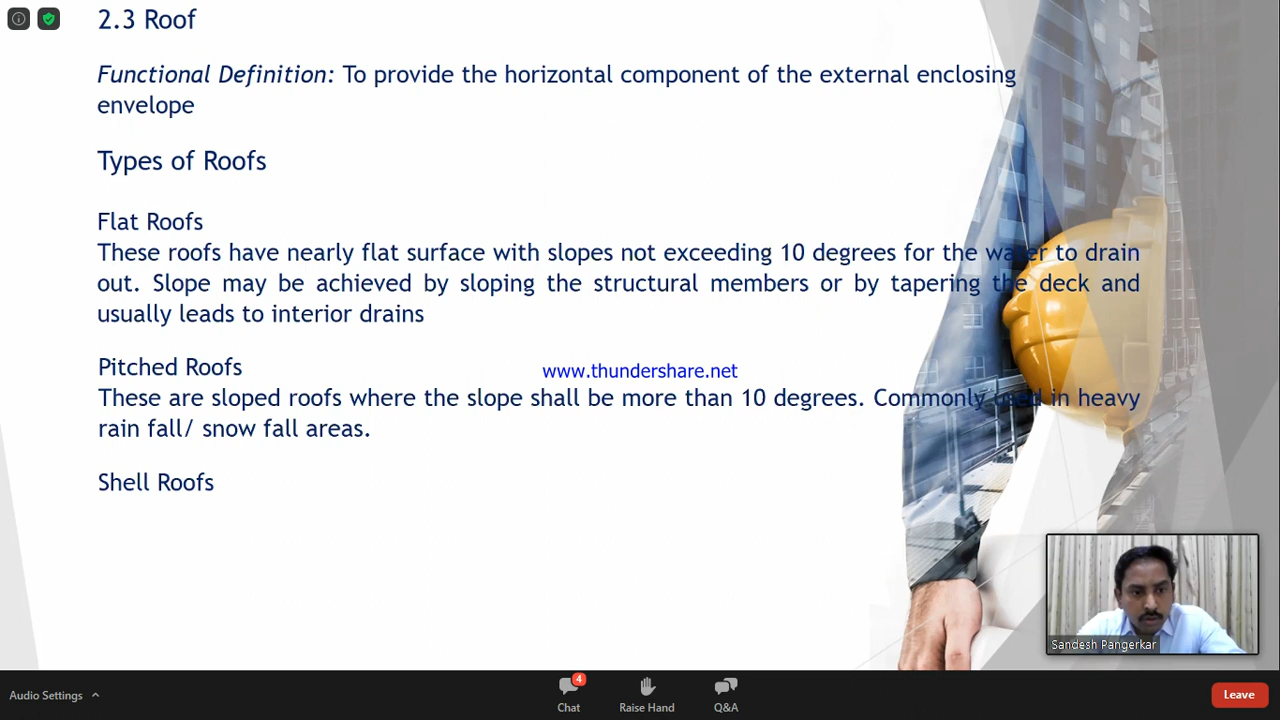 2.3 Roof
Functional Definition: To provide the horizontal component of the external enclosing
envelope
Types of Roofs
Flat Roofs
These roofs have nearly flat surface with slopes not exceeding 10 degrees for the water to drain
out. Slope may be achieved by sloping the structural members or by tapering the deck and
usually leads to interior drains
Pitched Roofs
www.thundershare.net
These are sloped roofs where the slope shall be more than 10 degrees. Commonly used in heavy
rain fall/ snow fall areas.
Shell Roofs
Sandesh Pangerkar
Audio Settings
4
Chat
Raise Hand
Q&A
Leave